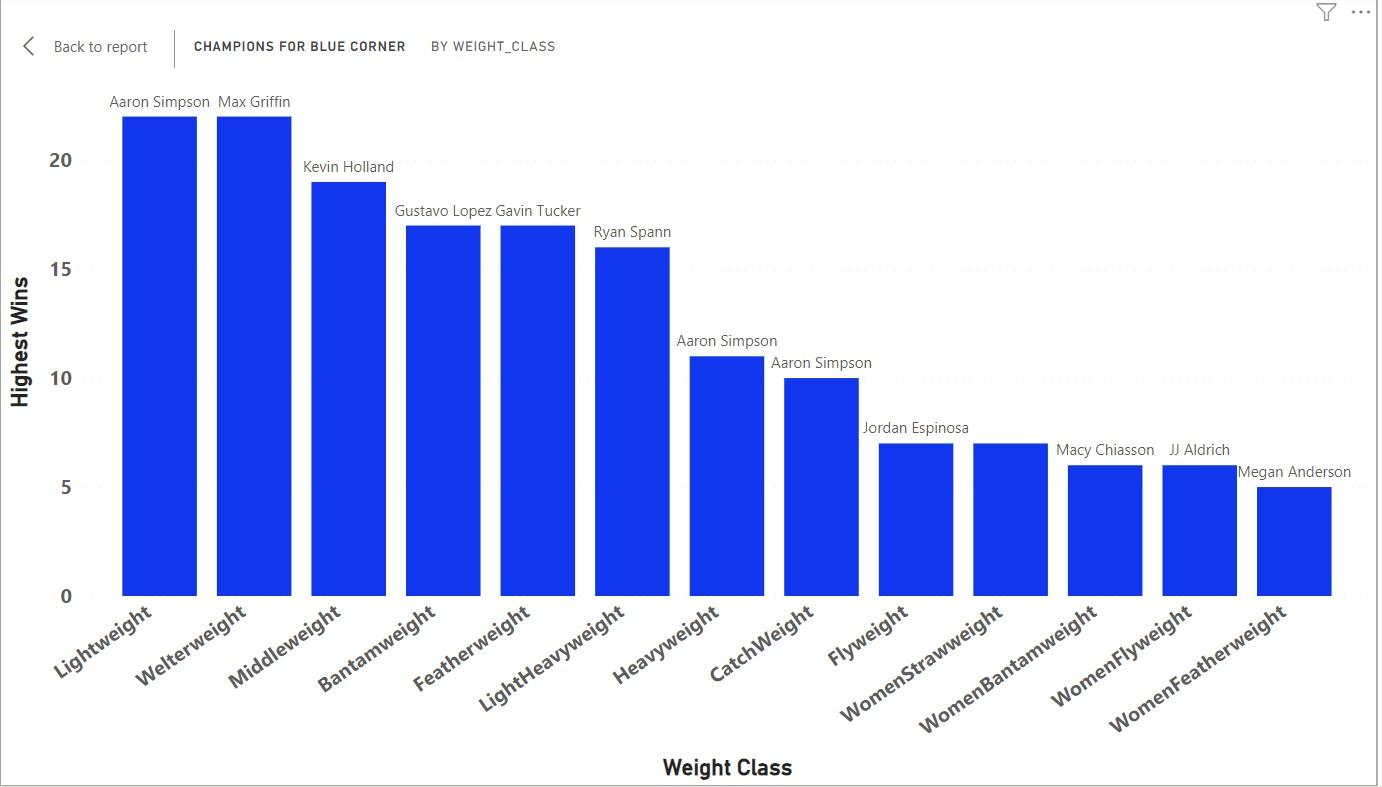 Back to report CHAMPIONS FOR BLUE CORNER BY WEIGHT_CLASS
Aaron Simpson Max Griffin
Kevin Holland
Gustavo Lopez Gavin Tucker
Ryan Spann
Aaron Simpson
Aaron Simpson
Jordan Espinosa
Macy Chiasson JJ Aldrich
Megan Anderson
20
15
10
5
0
Highest Wins
Lightweight
Welterweight
Middleweight
Bantamweight
Featherweight
LightHeavyweight
Heavyweight
CatchWeight
Flyweight
WomenStrawweight
WomenBantamweight
WomenFlyweight
WomenFeatherweight
Weight Class